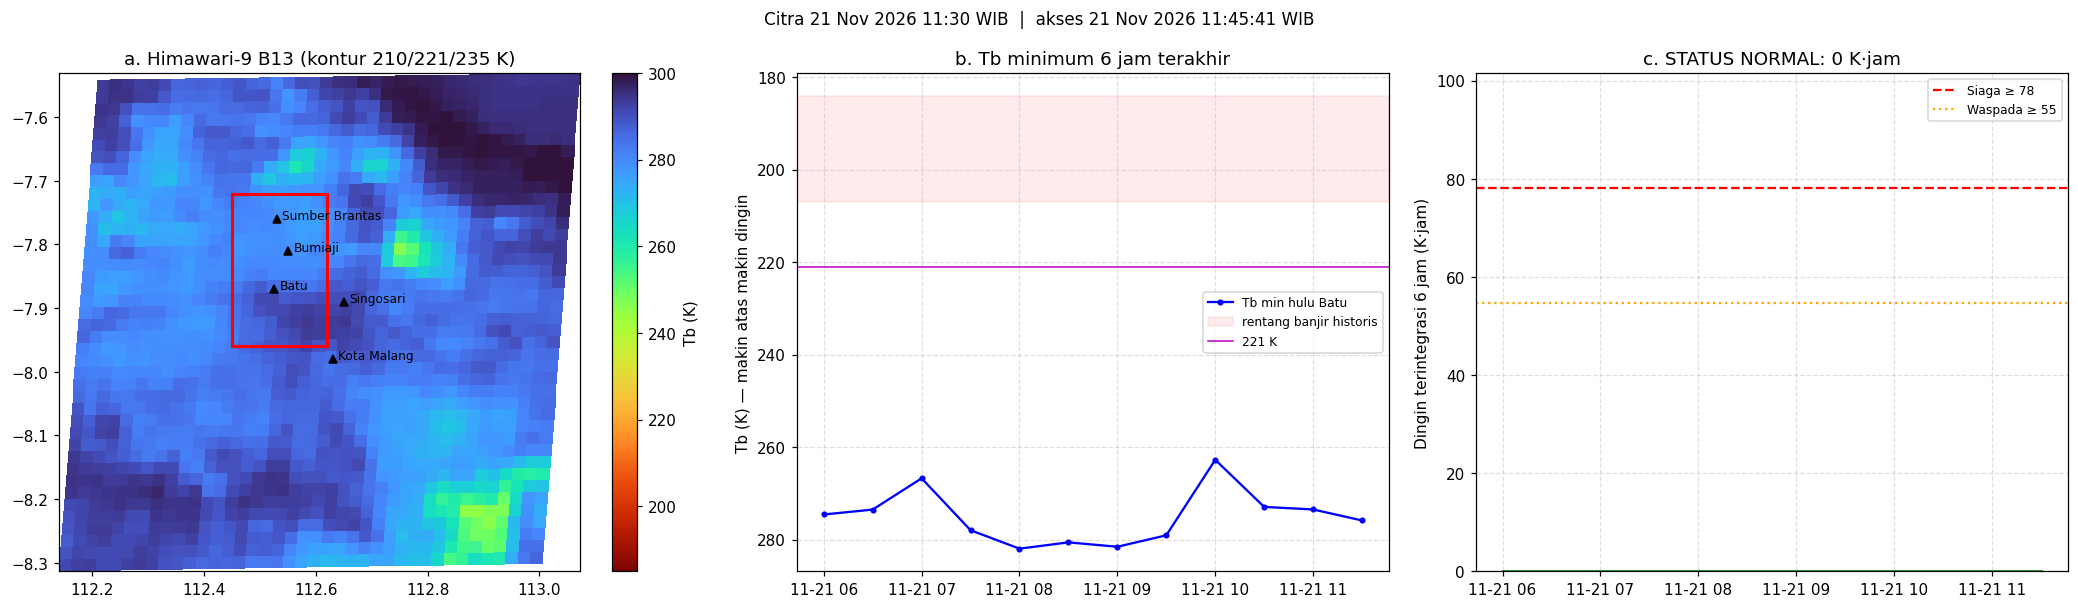 Citra 21 Nov 2026 11:30 WIB | akses 21 Nov 2026 11:45:41 WIB
a. Himawari-9 B13 (kontur 210/221/235 K)
−7.6
−7.7
−7.8
−7.9
−8.0
−8.1
−8.2
−8.3
112.2
112.4
112.6
112.8
113.0
Sumber Brantas
Bumiaji
Batu
Singosari
Kota Malang
300
280
260
240
220
200
Tb (K)
b. Tb minimum 6 jam terakhir
Tb (K) — makin atas makin dingin
180
200
220
240
260
280
Tb min hulu Batu
rentang banjir historis
221 K
11-21 06
11-21 07
11-21 08
11-21 09
11-21 10
11-21 11
c. STATUS NORMAL: 0 K·jam
Dingin terintegrasi 6 jam (K·jam)
100
80
60
40
20
0
Siaga ≥ 78
Waspada ≥ 55
11-21 06
11-21 07
11-21 08
11-21 09
11-21 10
11-21 11